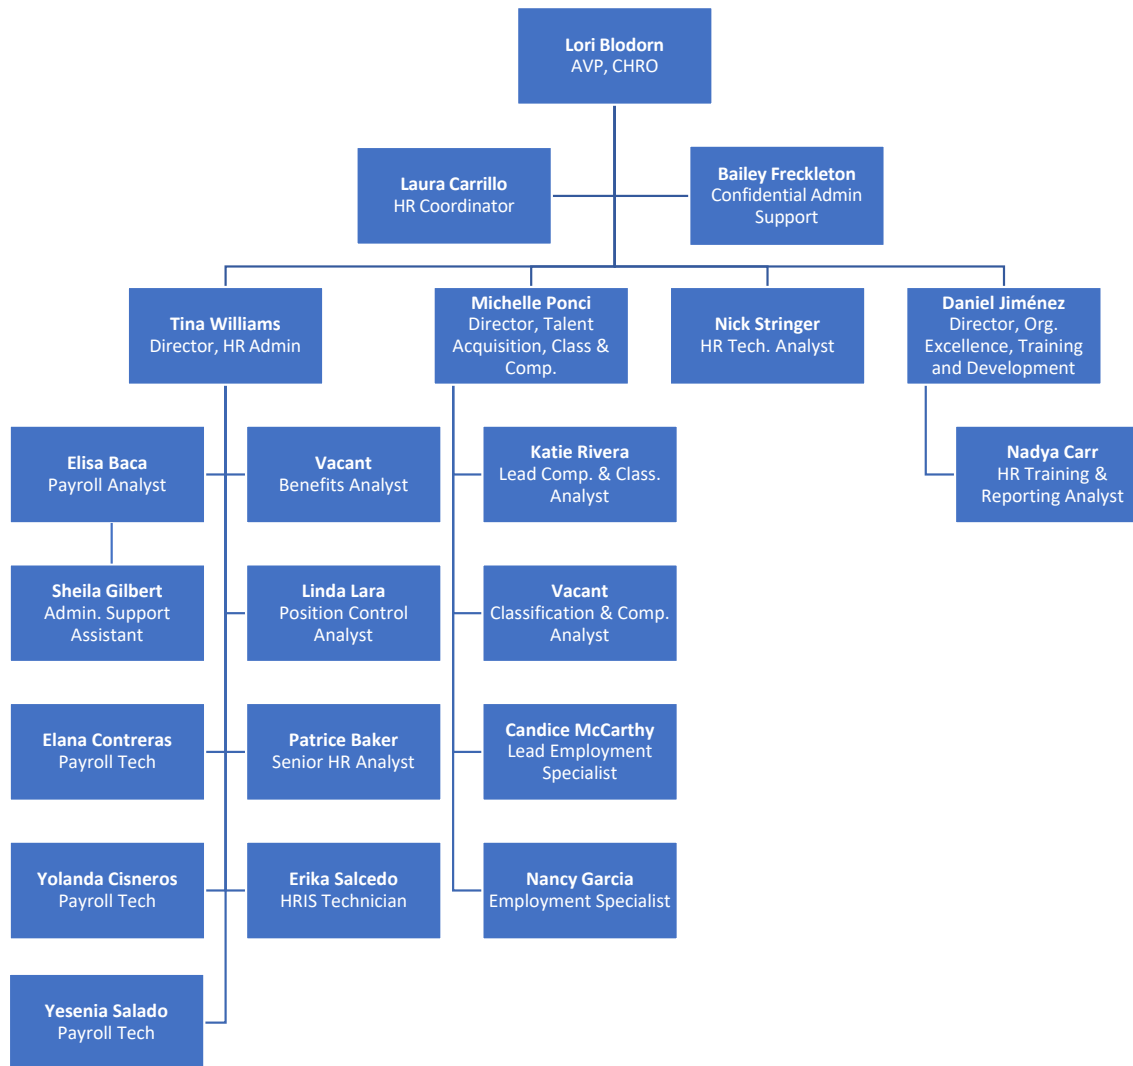 Lori Blodorn
AVP, CHRO
Laura Carrillo
HR Coordinator
Bailey Freckleton
Confidential Admin
Support
Tina Williams
Director, HR Admin
Michelle Ponci
Director, Talent
Acquisition, Class &
Comp.
Nick Stringer
HR Tech. Analyst
Daniel Jiménez
Director, Org.
Excellence, Training
and Development
Elisa Baca
Payroll Analyst
Vacant
Benefits Analyst
Katie Rivera
Lead Comp. & Class.
Analyst
Nadya Carr
HR Training &
Reporting Analyst
Sheila Gilbert
Admin. Support
Assistant
Linda Lara
Position Control
Analyst
Vacant
Classification & Comp.
Analyst
Elana Contreras
Payroll Tech
Patrice Baker
Senior HR Analyst
Candice McCarthy
Lead Employment
Specialist
Yolanda Cisneros
Payroll Tech
Erika Salcedo
HRIS Technician
Nancy Garcia
Employment Specialist
Yesenia Salado
Payroll Tech